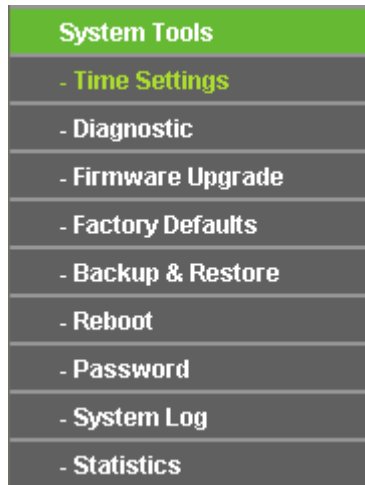 System Tools
- Time Settings
- Diagnostic
- Firmware Upgrade
- Factory Defaults
- Backup & Restore
- Reboot
- Password
- System Log
- Statistics